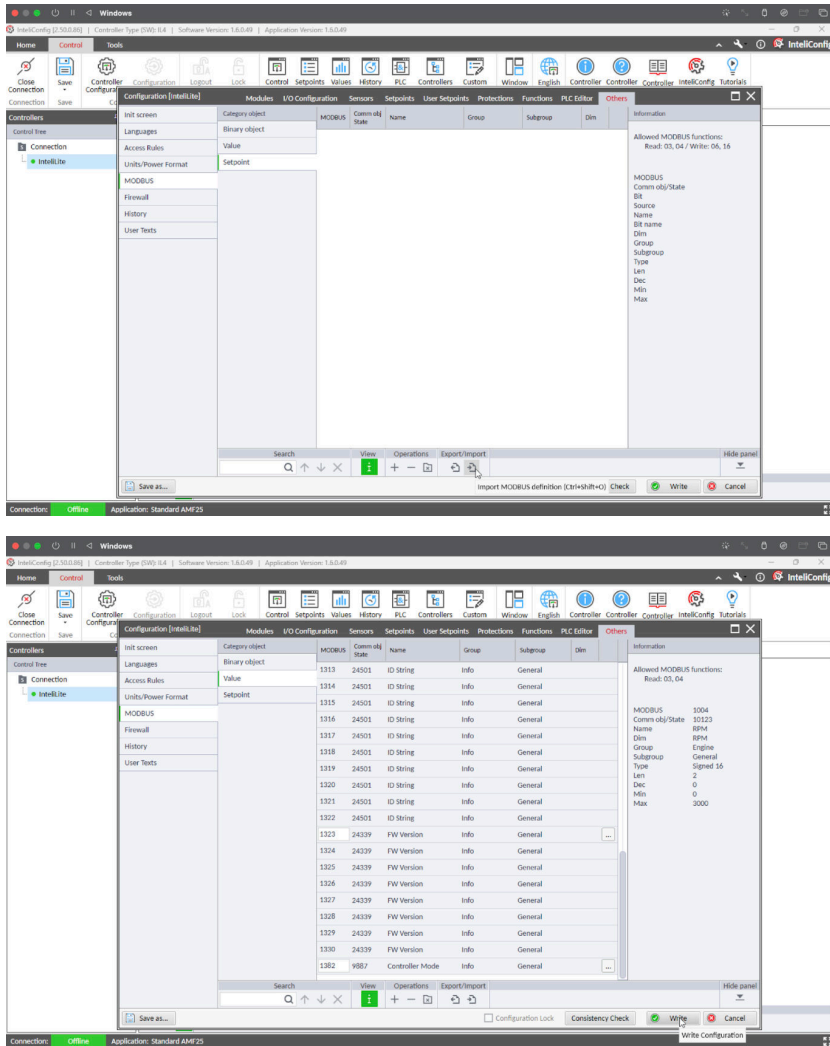 Windows
InteliConfig [2.50.0.86] | Controller Type (SW): IL4 | Software Version: 1.6.0.49 | Application Version: 1.6.0.49
Home Control Tools InteliConfig
Close Connection Save Controller Configuration Logout Lock Control Setpoints Values History PLC Controllers Custom Window English Controller Controller Controller InteliConfig Tutorials
Connection Save
Configuration [InteliLite] Modules I/O Configuration Sensors Setpoints User Setpoints Protections Functions PLC Editor Others
Controllers
Control Tree
Connection
InteliLite
Init screen
Languages
Access Rules
Units/Power Format
MODBUS
Firewall
History
User Texts
Category object
Binary object
Value
Setpoint
MODBUS Comm obj State Name Group Subgroup Dim
Information
Allowed MODBUS functions:
Read: 03, 04 / Write: 06, 16
MODBUS
Comm obj/State
Bit
Source
Name
Bit name
Dim
Group
Subgroup
Type
Len
Dec
Min
Max
Search View Operations Export/Import Hide panel
Save as... Import MODBUS definition (Ctrl+Shift+O) Check Write Cancel
Connection: Offline Application: Standard AMF25
Windows
InteliConfig [2.50.0.86] | Controller Type (SW): IL4 | Software Version: 1.6.0.49 | Application Version: 1.6.0.49
Home Control Tools InteliConfig
Close Connection Save Controller Configuration Logout Lock Control Setpoints Values History PLC Controllers Custom Window English Controller Controller Controller InteliConfig Tutorials
Connection Save
Configuration [InteliLite] Modules I/O Configuration Sensors Setpoints User Setpoints Protections Functions PLC Editor Others
Controllers
Control Tree
Connection
InteliLite
Init screen
Languages
Access Rules
Units/Power Format
MODBUS
Firewall
History
User Texts
Category object
Binary object
Value
Setpoint
MODBUS Comm obj State Name Group Subgroup Dim
1313 24501 ID String Info General
1314 24501 ID String Info General
1315 24501 ID String Info General
1316 24501 ID String Info General
1317 24501 ID String Info General
1318 24501 ID String Info General
1319 24501 ID String Info General
1320 24501 ID String Info General
1321 24501 ID String Info General
1322 24501 ID String Info General
1323 24339 FW Version Info General ...
1324 24339 FW Version Info General
1325 24339 FW Version Info General
1326 24339 FW Version Info General
1327 24339 FW Version Info General
1328 24339 FW Version Info General
1329 24339 FW Version Info General
1330 24339 FW Version Info General
1382 9887 Controller Mode Info General ...
Information
Allowed MODBUS functions:
Read: 03, 04
MODBUS 1004
Comm obj/State 10123
Name RPM
Dim RPM
Group Engine
Subgroup General
Type Signed 16
Len 2
Dec 0
Min 0
Max 3000
Search View Operations Export/Import Hide panel
Save as... Configuration Lock Consistency Check Write Cancel
Write Configuration
Connection: Offline Application: Standard AMF25